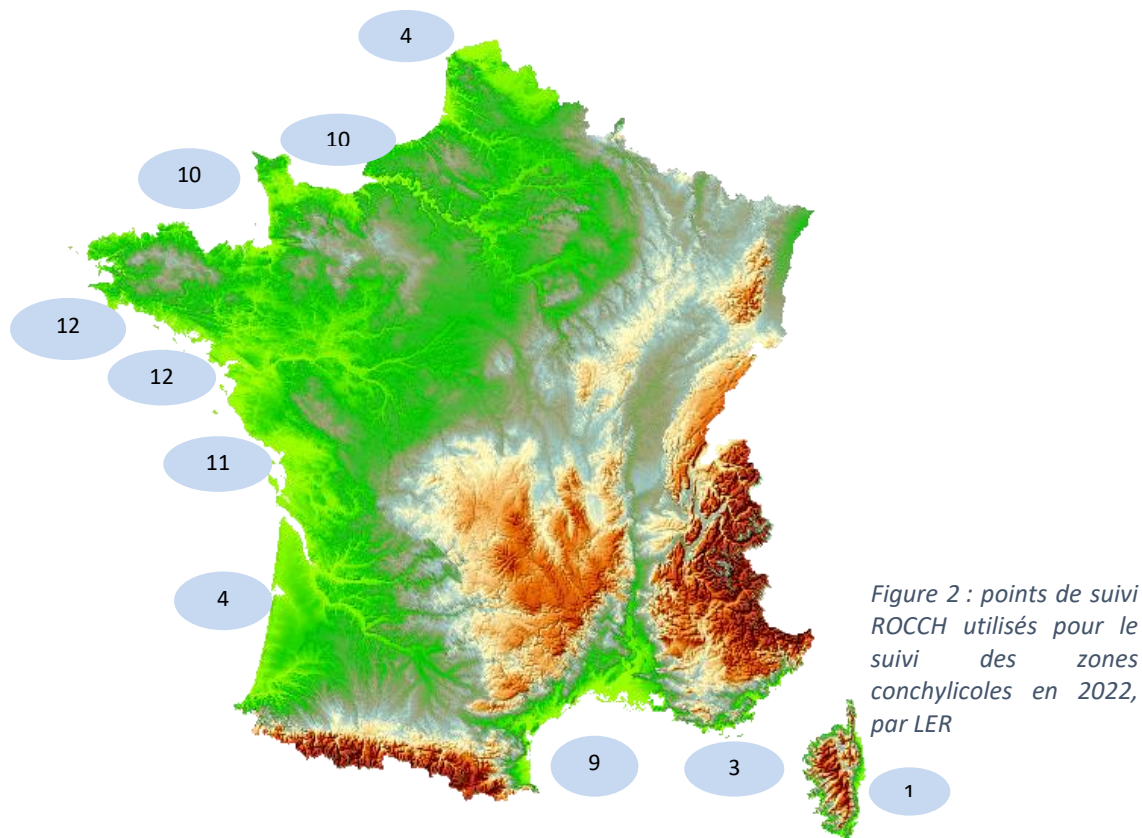 4
10
10
12
12
11
4
Figure 2 : points de suivi
ROCCH utilisés pour le
suivi des zones
conchylicoles en 2022,
par LER
9
3
1